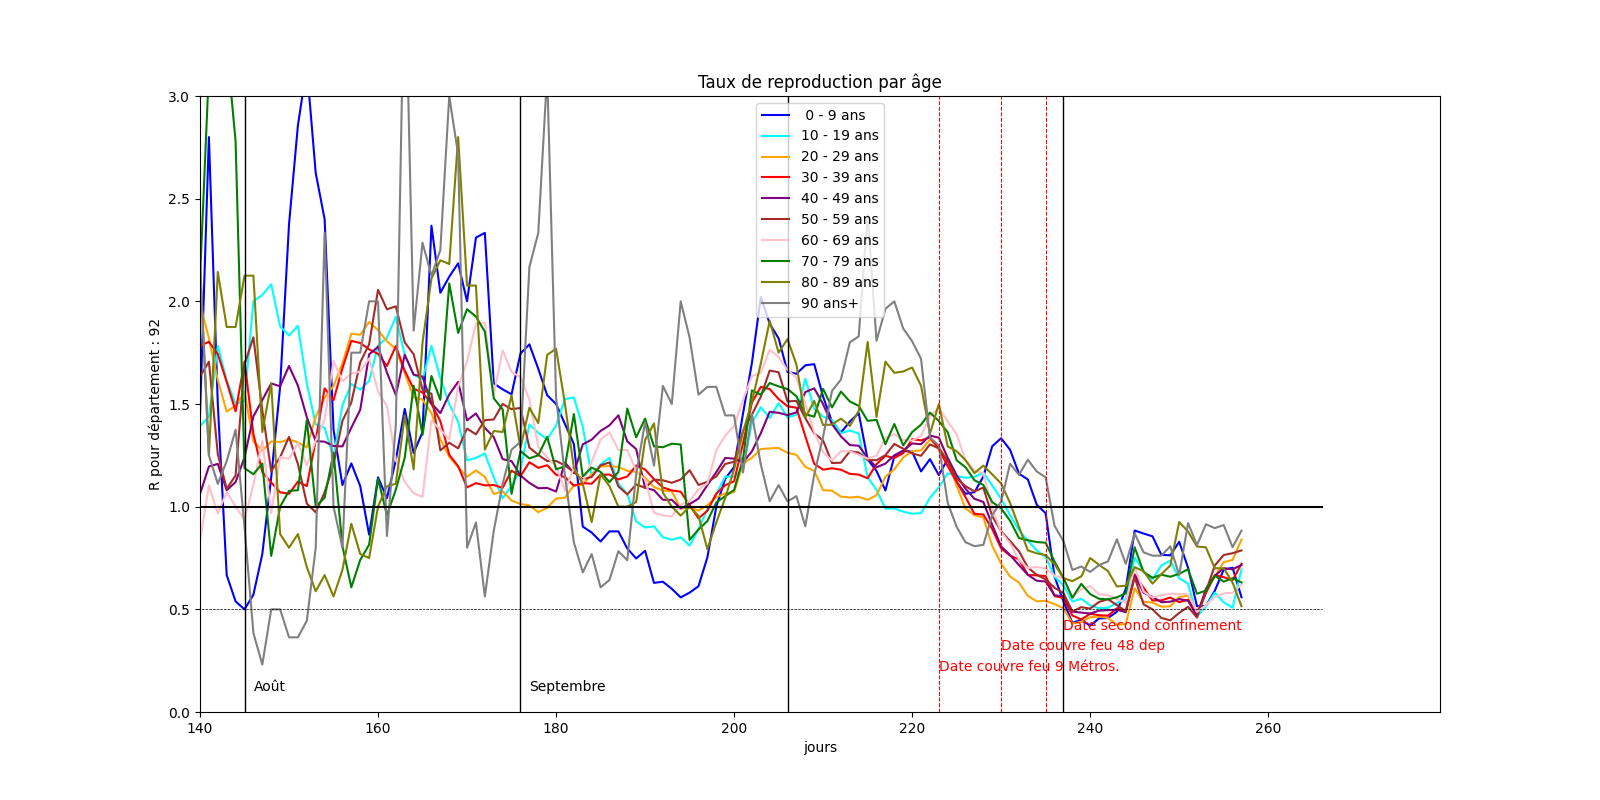 Taux de reproduction par âge
3.0
2.5
2.0
1.5
1.0
0.5
0.0
R pour département : 92
0 - 9 ans
10 - 19 ans
20 - 29 ans
30 - 39 ans
40 - 49 ans
50 - 59 ans
60 - 69 ans
70 - 79 ans
80 - 89 ans
90 ans+
Date second confinement
Date couvre feu 48 dep
Date couvre feu 9 Métros.
Août
Septembre
140
160
180
200
220
240
260
jours